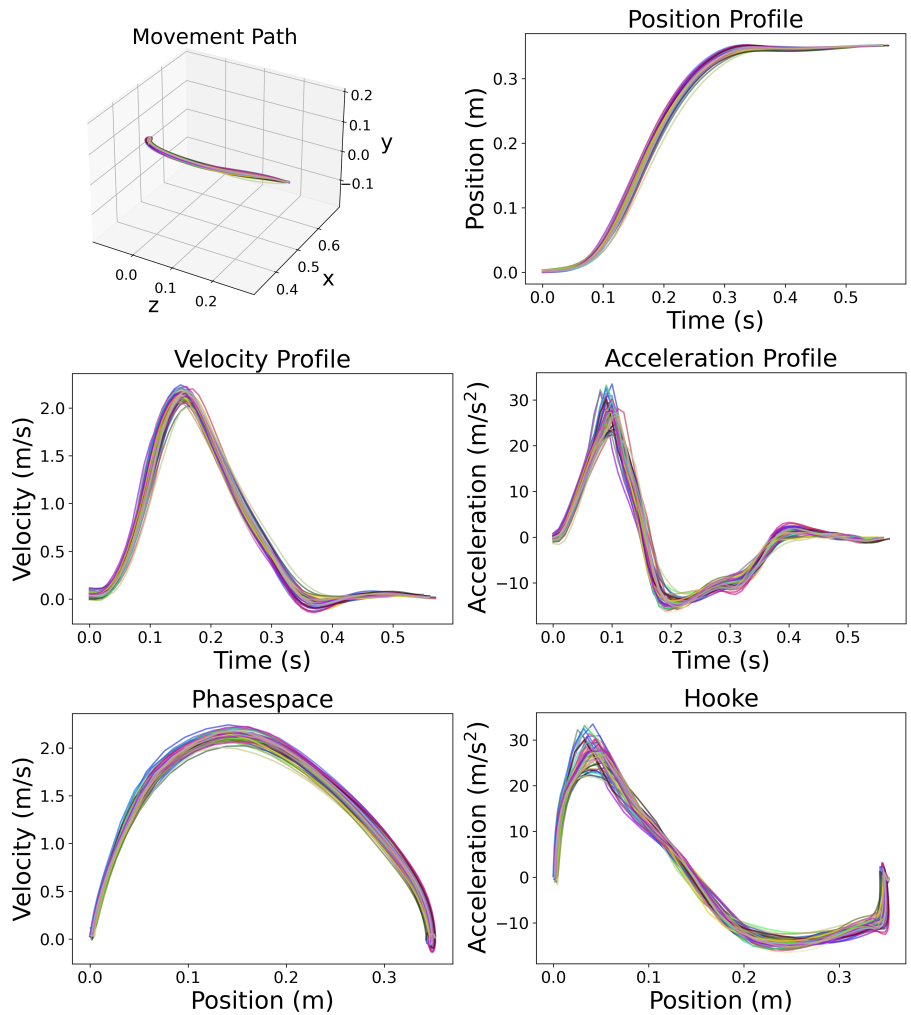 Movement Path
0.2
0.1
0.0
−0.1
y
0.6
0.5
0.4
x
0.0
0.1
0.2
z
Position Profile
Position (m)
0.3
0.2
0.1
0.0
0.0 0.1 0.2 0.3 0.4 0.5
Time (s)
Velocity Profile
Velocity (m/s)
2.0
1.5
1.0
0.5
0.0
0.0 0.1 0.2 0.3 0.4 0.5
Time (s)
Acceleration Profile
Acceleration (m/s²)
30
20
10
0
−10
0.0 0.1 0.2 0.3 0.4 0.5
Time (s)
Phasespace
Velocity (m/s)
2.0
1.5
1.0
0.5
0.0
0.0 0.1 0.2 0.3
Position (m)
Hooke
Acceleration (m/s²)
30
20
10
0
−10
0.0 0.1 0.2 0.3
Position (m)